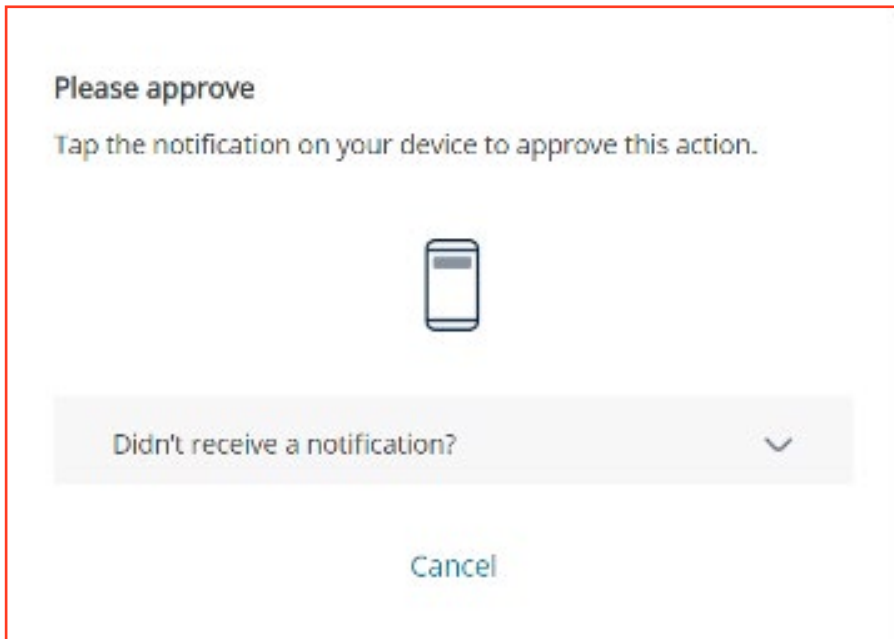 Please approve
Tap the notification on your device to approve this action.
Didn't receive a notification?
Cancel